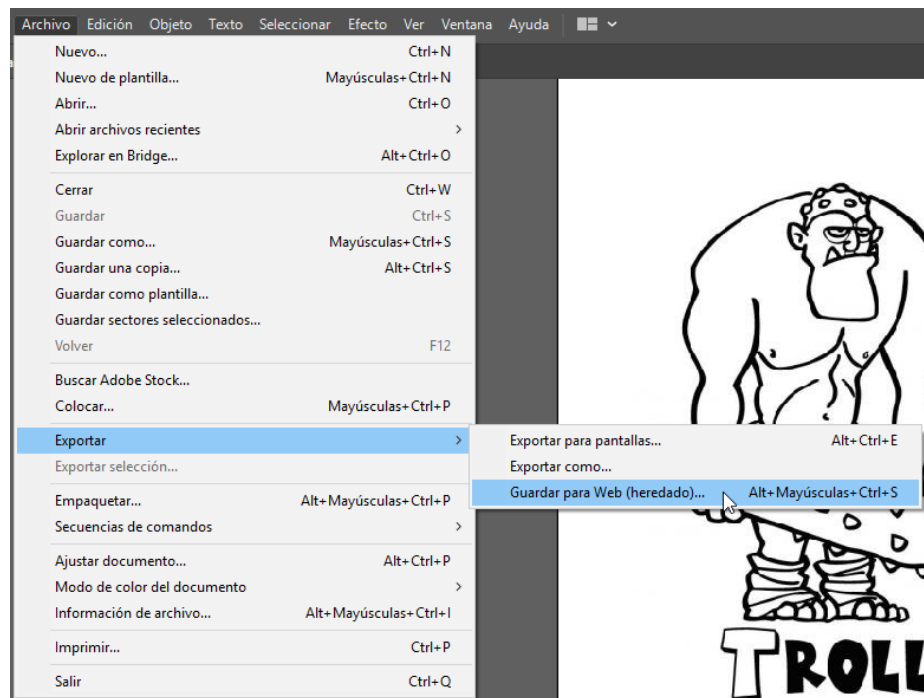 Archivo Edición Objeto Texto Seleccionar Efecto Ver Ventana Ayuda
Nuevo... Ctrl+N
Nuevo de plantilla... Mayúsculas+Ctrl+N
Abrir... Ctrl+O
Abrir archivos recientes
Explorar en Bridge... Alt+Ctrl+O
Cerrar Ctrl+W
Guardar Ctrl+S
Guardar como... Mayúsculas+Ctrl+S
Guardar una copia... Alt+Ctrl+S
Guardar como plantilla...
Guardar sectores seleccionados...
Volver F12
Buscar Adobe Stock...
Colocar... Mayúsculas+Ctrl+P
Exportar
Exportar selección...
Empaquetar... Alt+Mayúsculas+Ctrl+P
Secuencias de comandos
Ajustar documento... Alt+Ctrl+P
Modo de color del documento
Información de archivo... Alt+Mayúsculas+Ctrl+I
Imprimir... Ctrl+P
Salir Ctrl+Q
Exportar para pantallas... Alt+Ctrl+E
Exportar como...
Guardar para Web (heredado)... Alt+Mayúsculas+Ctrl+S
TROLL